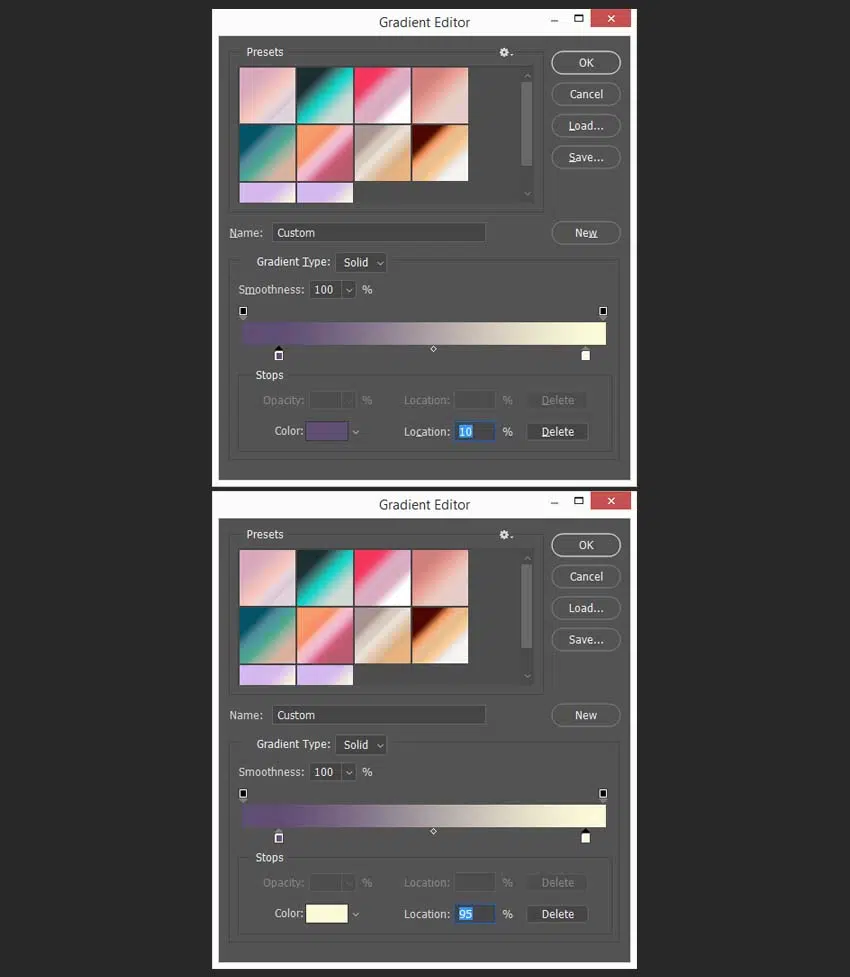 Gradient Editor
Presets
OK
Cancel
Load...
Save...
Name: Custom
New
Gradient Type: Solid
Smoothness: 100 %
Stops
Opacity: % Location: % Delete
Color: Location: 10 % Delete
Gradient Editor
Presets
OK
Cancel
Load...
Save...
Name: Custom
New
Gradient Type: Solid
Smoothness: 100 %
Stops
Opacity: % Location: % Delete
Color: Location: 95 % Delete